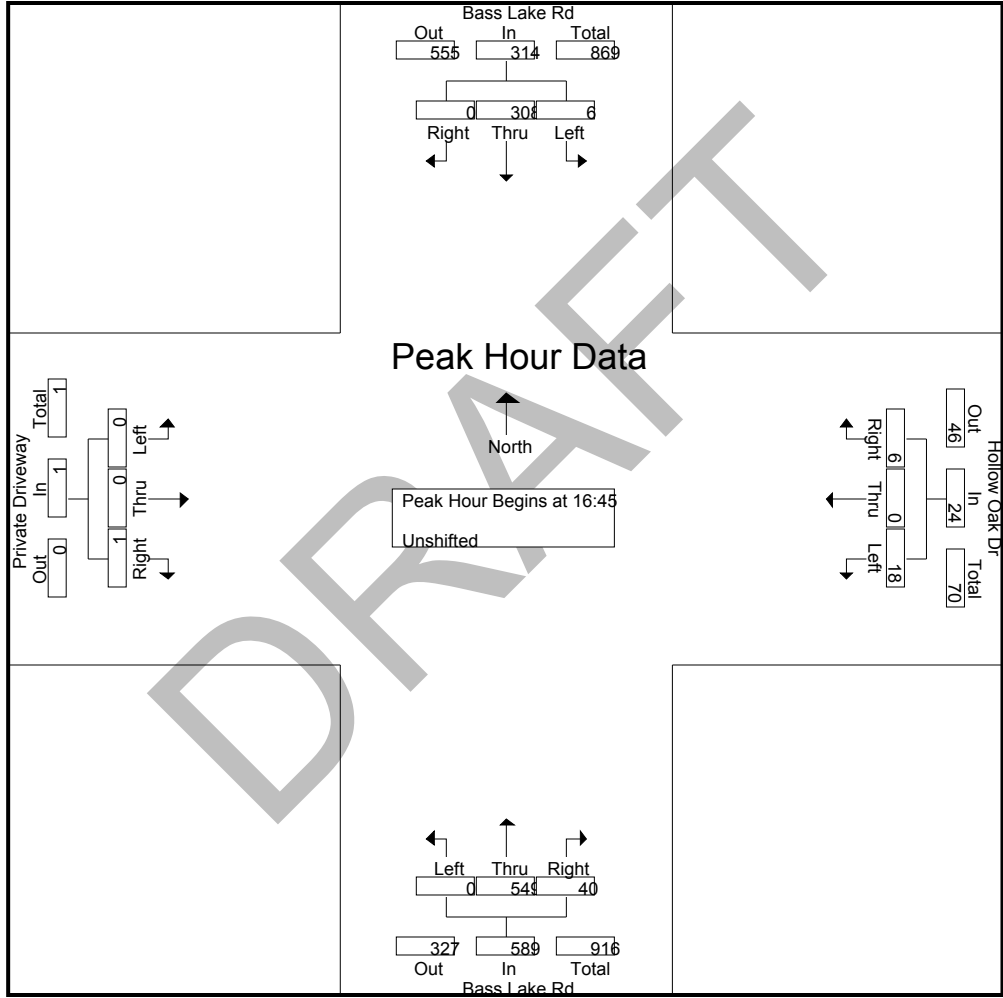 Bass Lake Rd
Out In Total
555 314 869
0 308 6
Right Thru Left
Peak Hour Data
North
Peak Hour Begins at 16:45
Unshifted
Private Driveway
Total In Out
1 1 0
0 0 1
Left Thru Right
Hollow Oak Dr
Out In Total
46 24 70
6 0 18
Right Thru Left
Left Thru Right
0 549 40
327 589 916
Out In Total
Bass Lake Rd
DRAFT